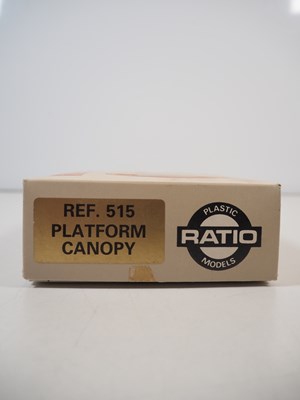 REF. 515
PLATFORM
CANOPY
PLASTIC
RATIO
MODELS